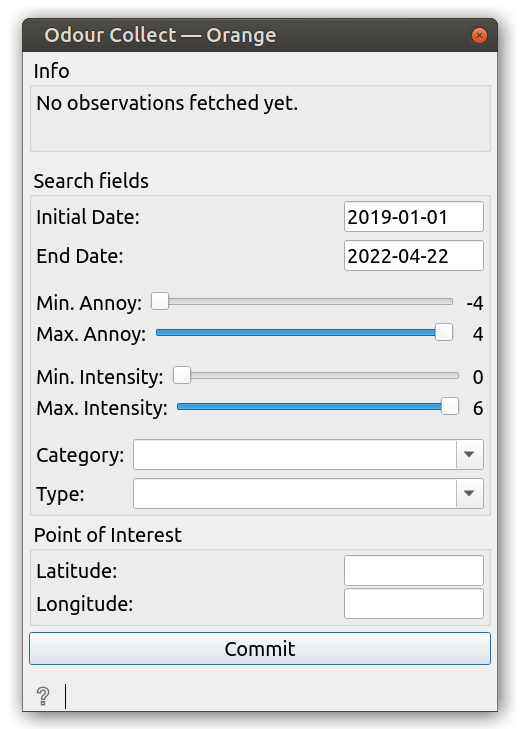 Odour Collect — Orange
Info
No observations fetched yet.
Search fields
Initial Date: 2019-01-01
End Date: 2022-04-22
Min. Annoy: -4
Max. Annoy: 4
Min. Intensity: 0
Max. Intensity: 6
Category:
Type:
Point of Interest
Latitude:
Longitude:
Commit
?